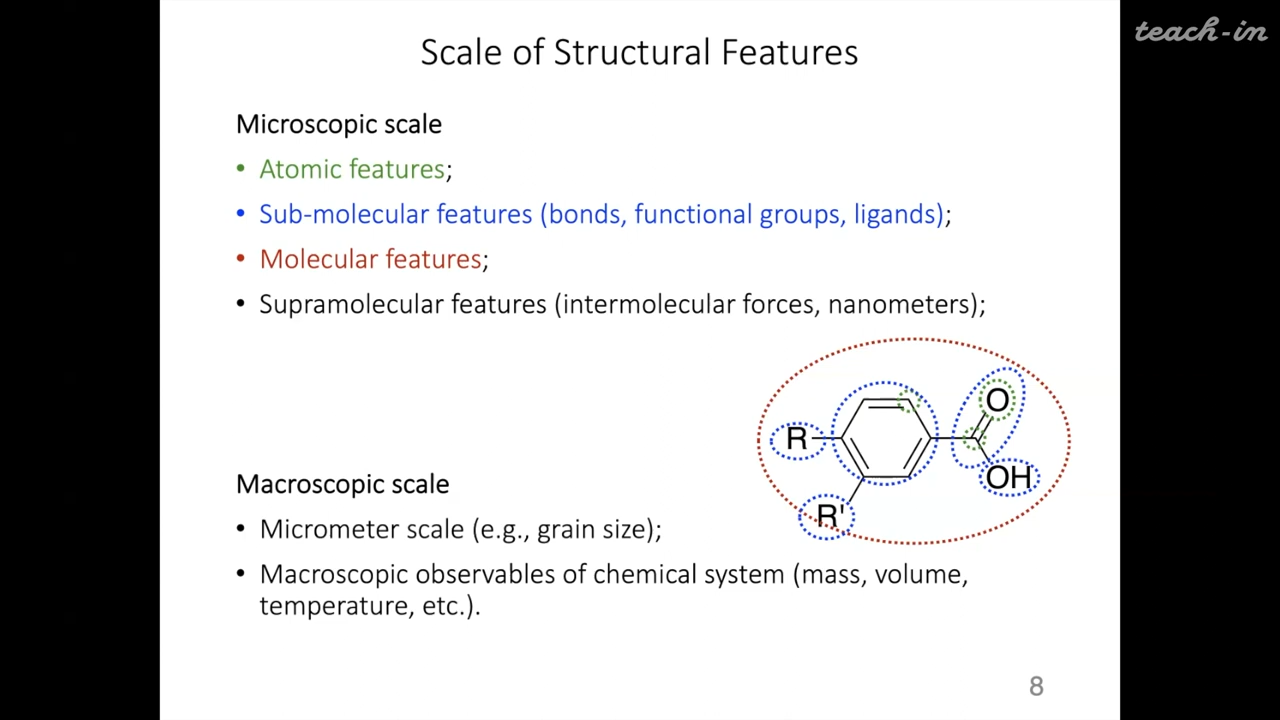 teach-in
Scale of Structural Features
Microscopic scale
• Atomic features;
• Sub-molecular features (bonds, functional groups, ligands);
• Molecular features;
• Supramolecular features (intermolecular forces, nanometers);
O
R
OH
R'
Macroscopic scale
• Micrometer scale (e.g., grain size);
• Macroscopic observables of chemical system (mass, volume,
temperature, etc.).
8